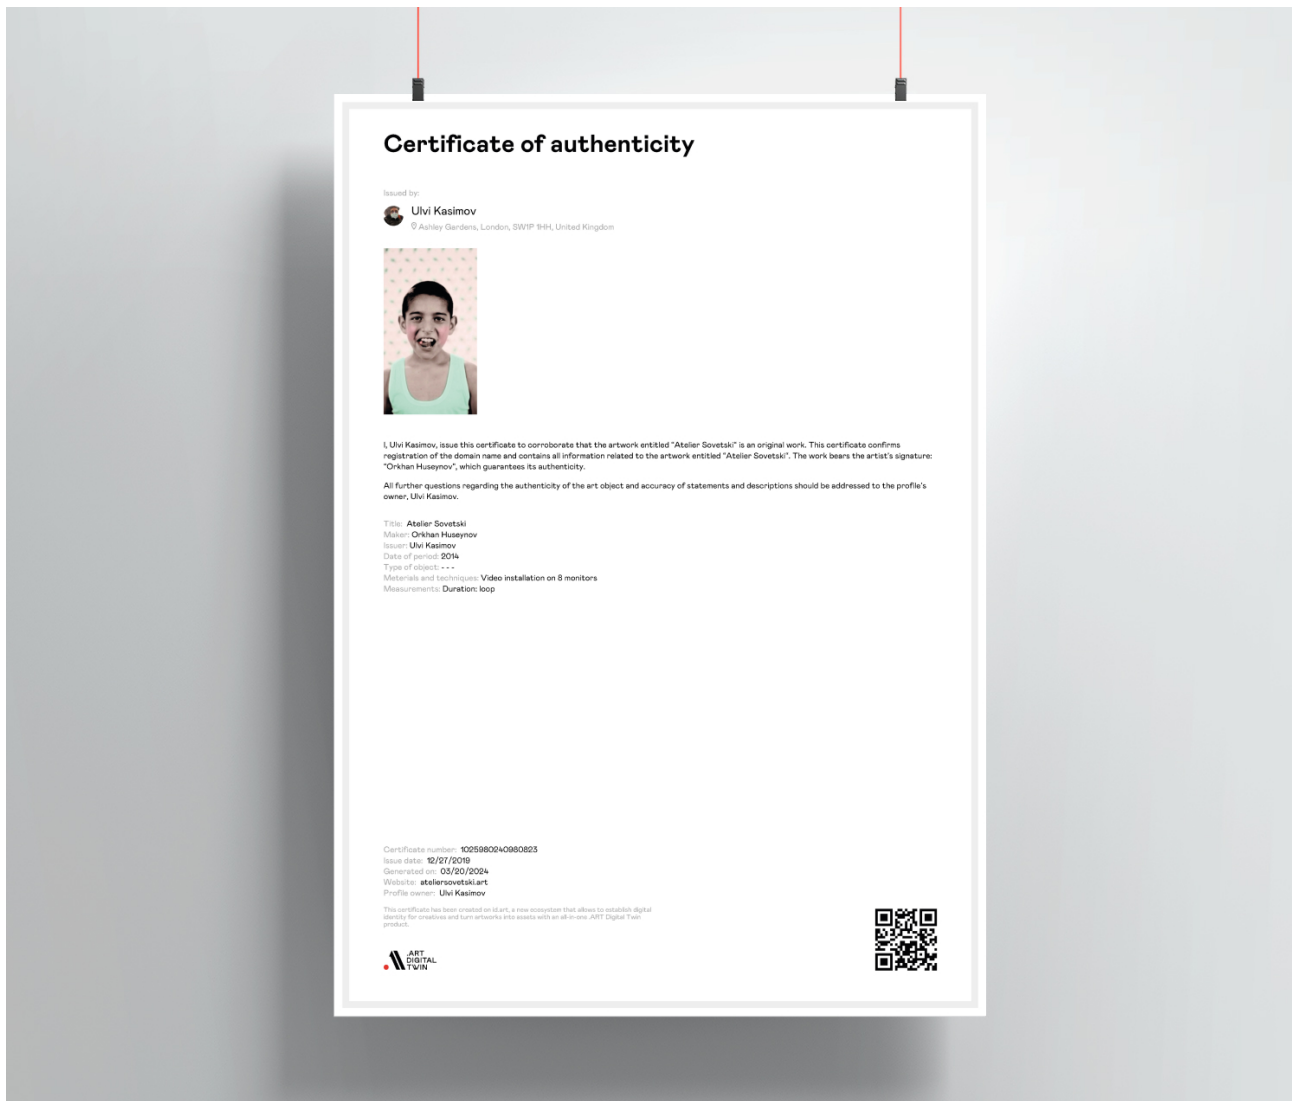 Certificate of authenticity
Issued by:
Ulvi Kasimov
Ashley Gardens, London, SW1P 1HH, United Kingdom
I, Ulvi Kasimov, issue this certificate to corroborate that the artwork entitled "Atelier Sovetski" is an original work. This certificate confirms
registration of the domain name and contains all information related to the artwork entitled "Atelier Sovetski". The work bears the artist's signature:
"Orkhan Huseynov", which guarantees its authenticity.
All further questions regarding the authenticity of the art object and accuracy of statements and descriptions should be addressed to the profile's
owner, Ulvi Kasimov.
Title: Atelier Sovetski
Maker: Orkhan Huseynov
Issuer: Ulvi Kasimov
Date of period: 2014
Type of object: - - -
Meterials and techniques: Video installation on 8 monitors
Measurements: Duration: loop
Certificate number: 1025980240980823
Issue date: 12/27/2019
Generated on: 03/20/2024
Website: ateliersovetski.art
Profile owner: Ulvi Kasimov
This certificate has been created on id.art, a new ecosystem that allows to establish digital
identity for creatives and turn artworks into assets with an all-in-one .ART Digital Twin
product.
.ART
DIGITAL
TWIN